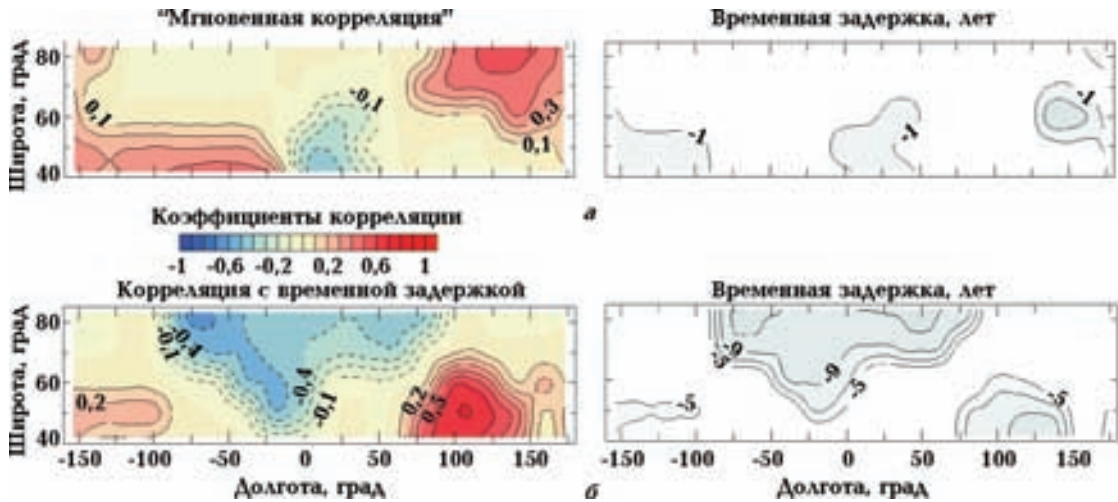 “Мгновенная корреляция”
Временная задержка, лет
Широта, град
80
60
40
0,1
-0,1
0,3
0,1
-1
-1
-1
а
Коэффициенты корреляции
-1 -0,6 -0,2 0,2 0,6 1
Корреляция с временной задержкой
Временная задержка, лет
Широта, град
80
60
40
-0,4
-0,1
0,2
-0,4
-0,1
0,2
-9
-9
-5
-5
-5
-150 -100 -50 0 50 100 150
-150 -100 -50 0 50 100 150
Долгота, град
б
Долгота, град